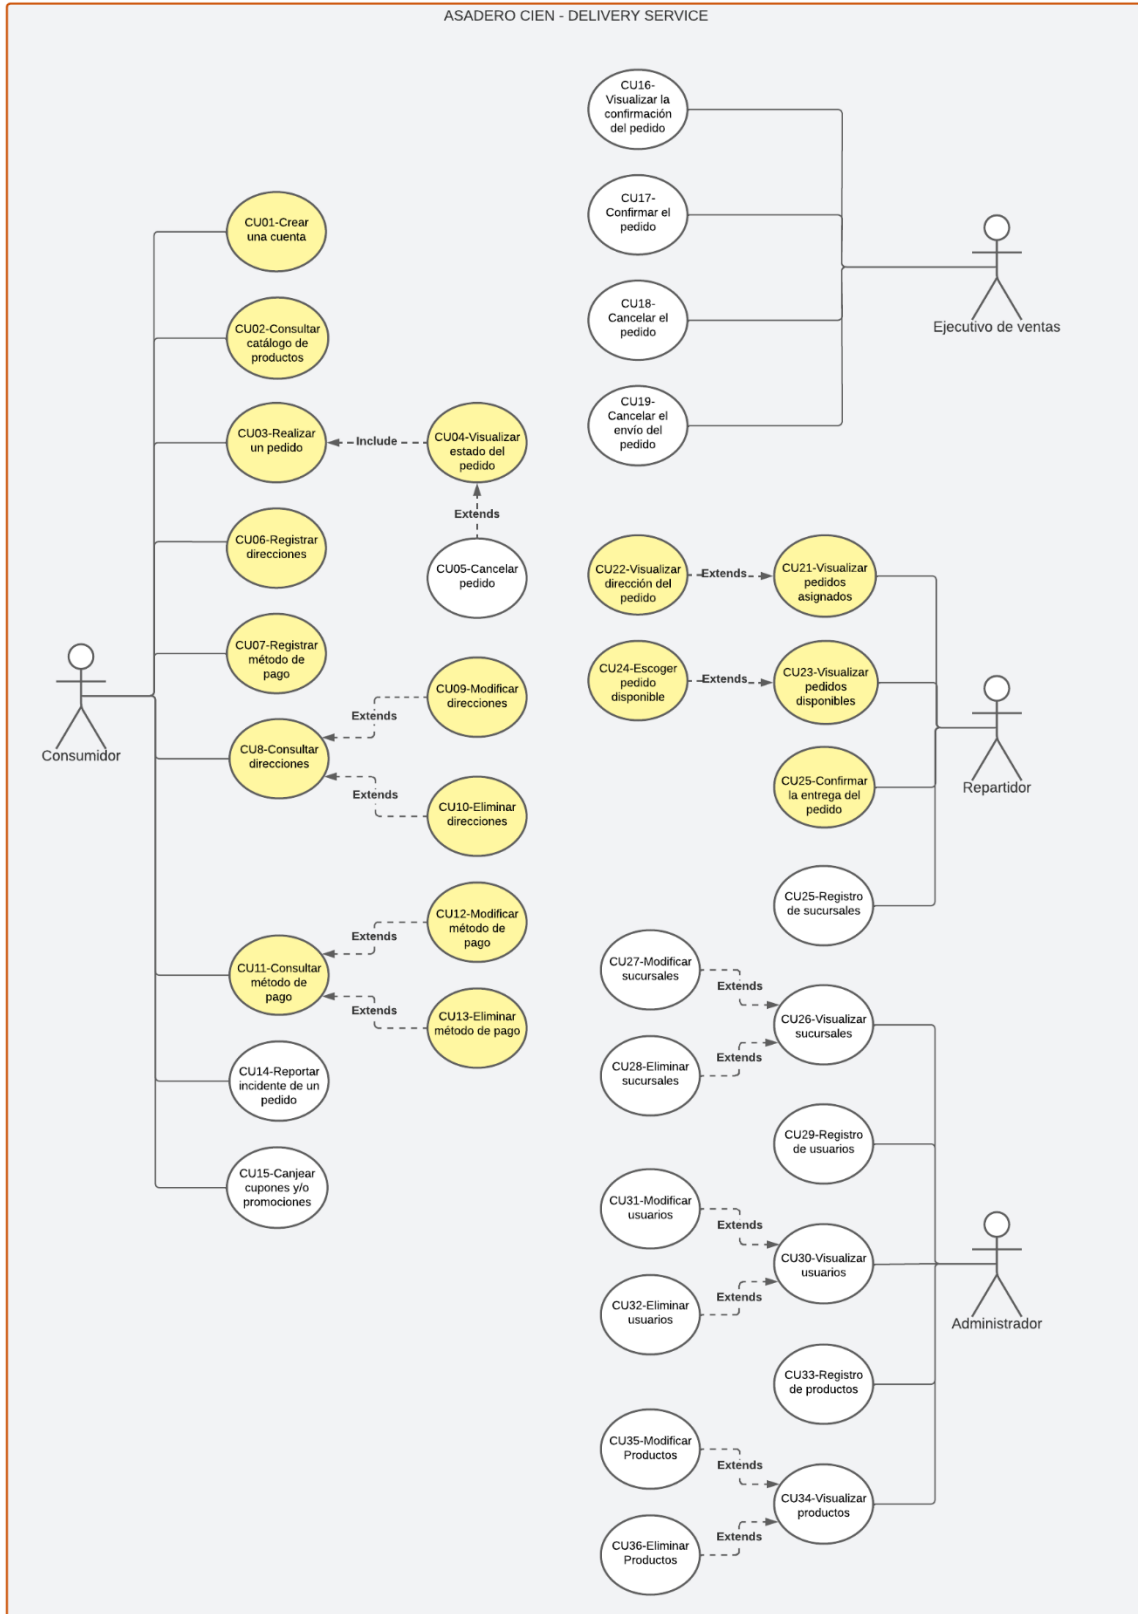 ASADERO CIEN - DELIVERY SERVICE
CU16-
Visualizar la
confirmación
del pedido
CU17-
Confirmar el
pedido
CU18-
Cancelar el
pedido
CU19-
Cancelar el
envío del
pedido
Ejecutivo de ventas
CU01-Crear
una cuenta
CU02-Consultar
catálogo de
productos
CU03-Realizar
un pedido
Include
CU04-Visualizar
estado del
pedido
Extends
CU05-Cancelar
pedido
CU06-Registrar
direcciones
CU07-Registrar
método de
pago
Consumidor
CU8-Consultar
direcciones
Extends
CU09-Modificar
direcciones
Extends
CU10-Eliminar
direcciones
CU11-Consultar
método de
pago
Extends
CU12-Modificar
método de
pago
Extends
CU13-Eliminar
método de pago
CU14-Reportar
incidente de un
pedido
CU15-Canjear
cupones y/o
promociones
CU22-Visualizar
dirección del
pedido
Extends
CU21-Visualizar
pedidos
asignados
CU24-Escoger
pedido
disponible
Extends
CU23-Visualizar
pedidos
disponibles
CU25-Confirmar
la entrega del
pedido
Repartidor
CU25-Registro
de sucursales
CU27-Modificar
sucursales
Extends
CU26-Visualizar
sucursales
CU28-Eliminar
sucursales
Extends
CU29-Registro
de usuarios
CU31-Modificar
usuarios
Extends
CU30-Visualizar
usuarios
CU32-Eliminar
usuarios
Extends
Administrador
CU33-Registro
de productos
CU35-Modificar
Productos
Extends
CU34-Visualizar
productos
CU36-Eliminar
Productos
Extends